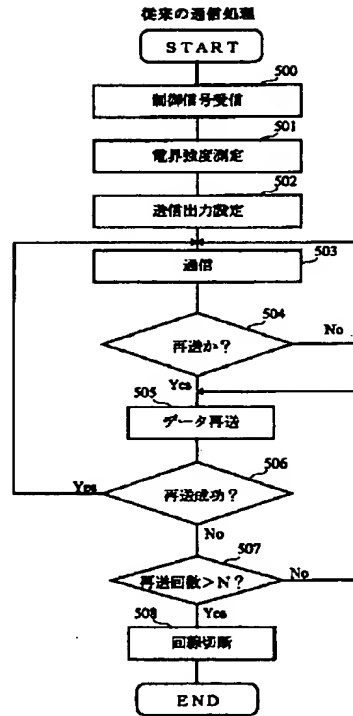 従来の通信処理
START
500
制御信号受信
501
電界強度測定
502
送信出力設定
503
通信
504
再送か?
No
Yes
505
データ再送
506
再送成功?
Yes
No
507
再送回数>N?
No
Yes
508
回線切断
END